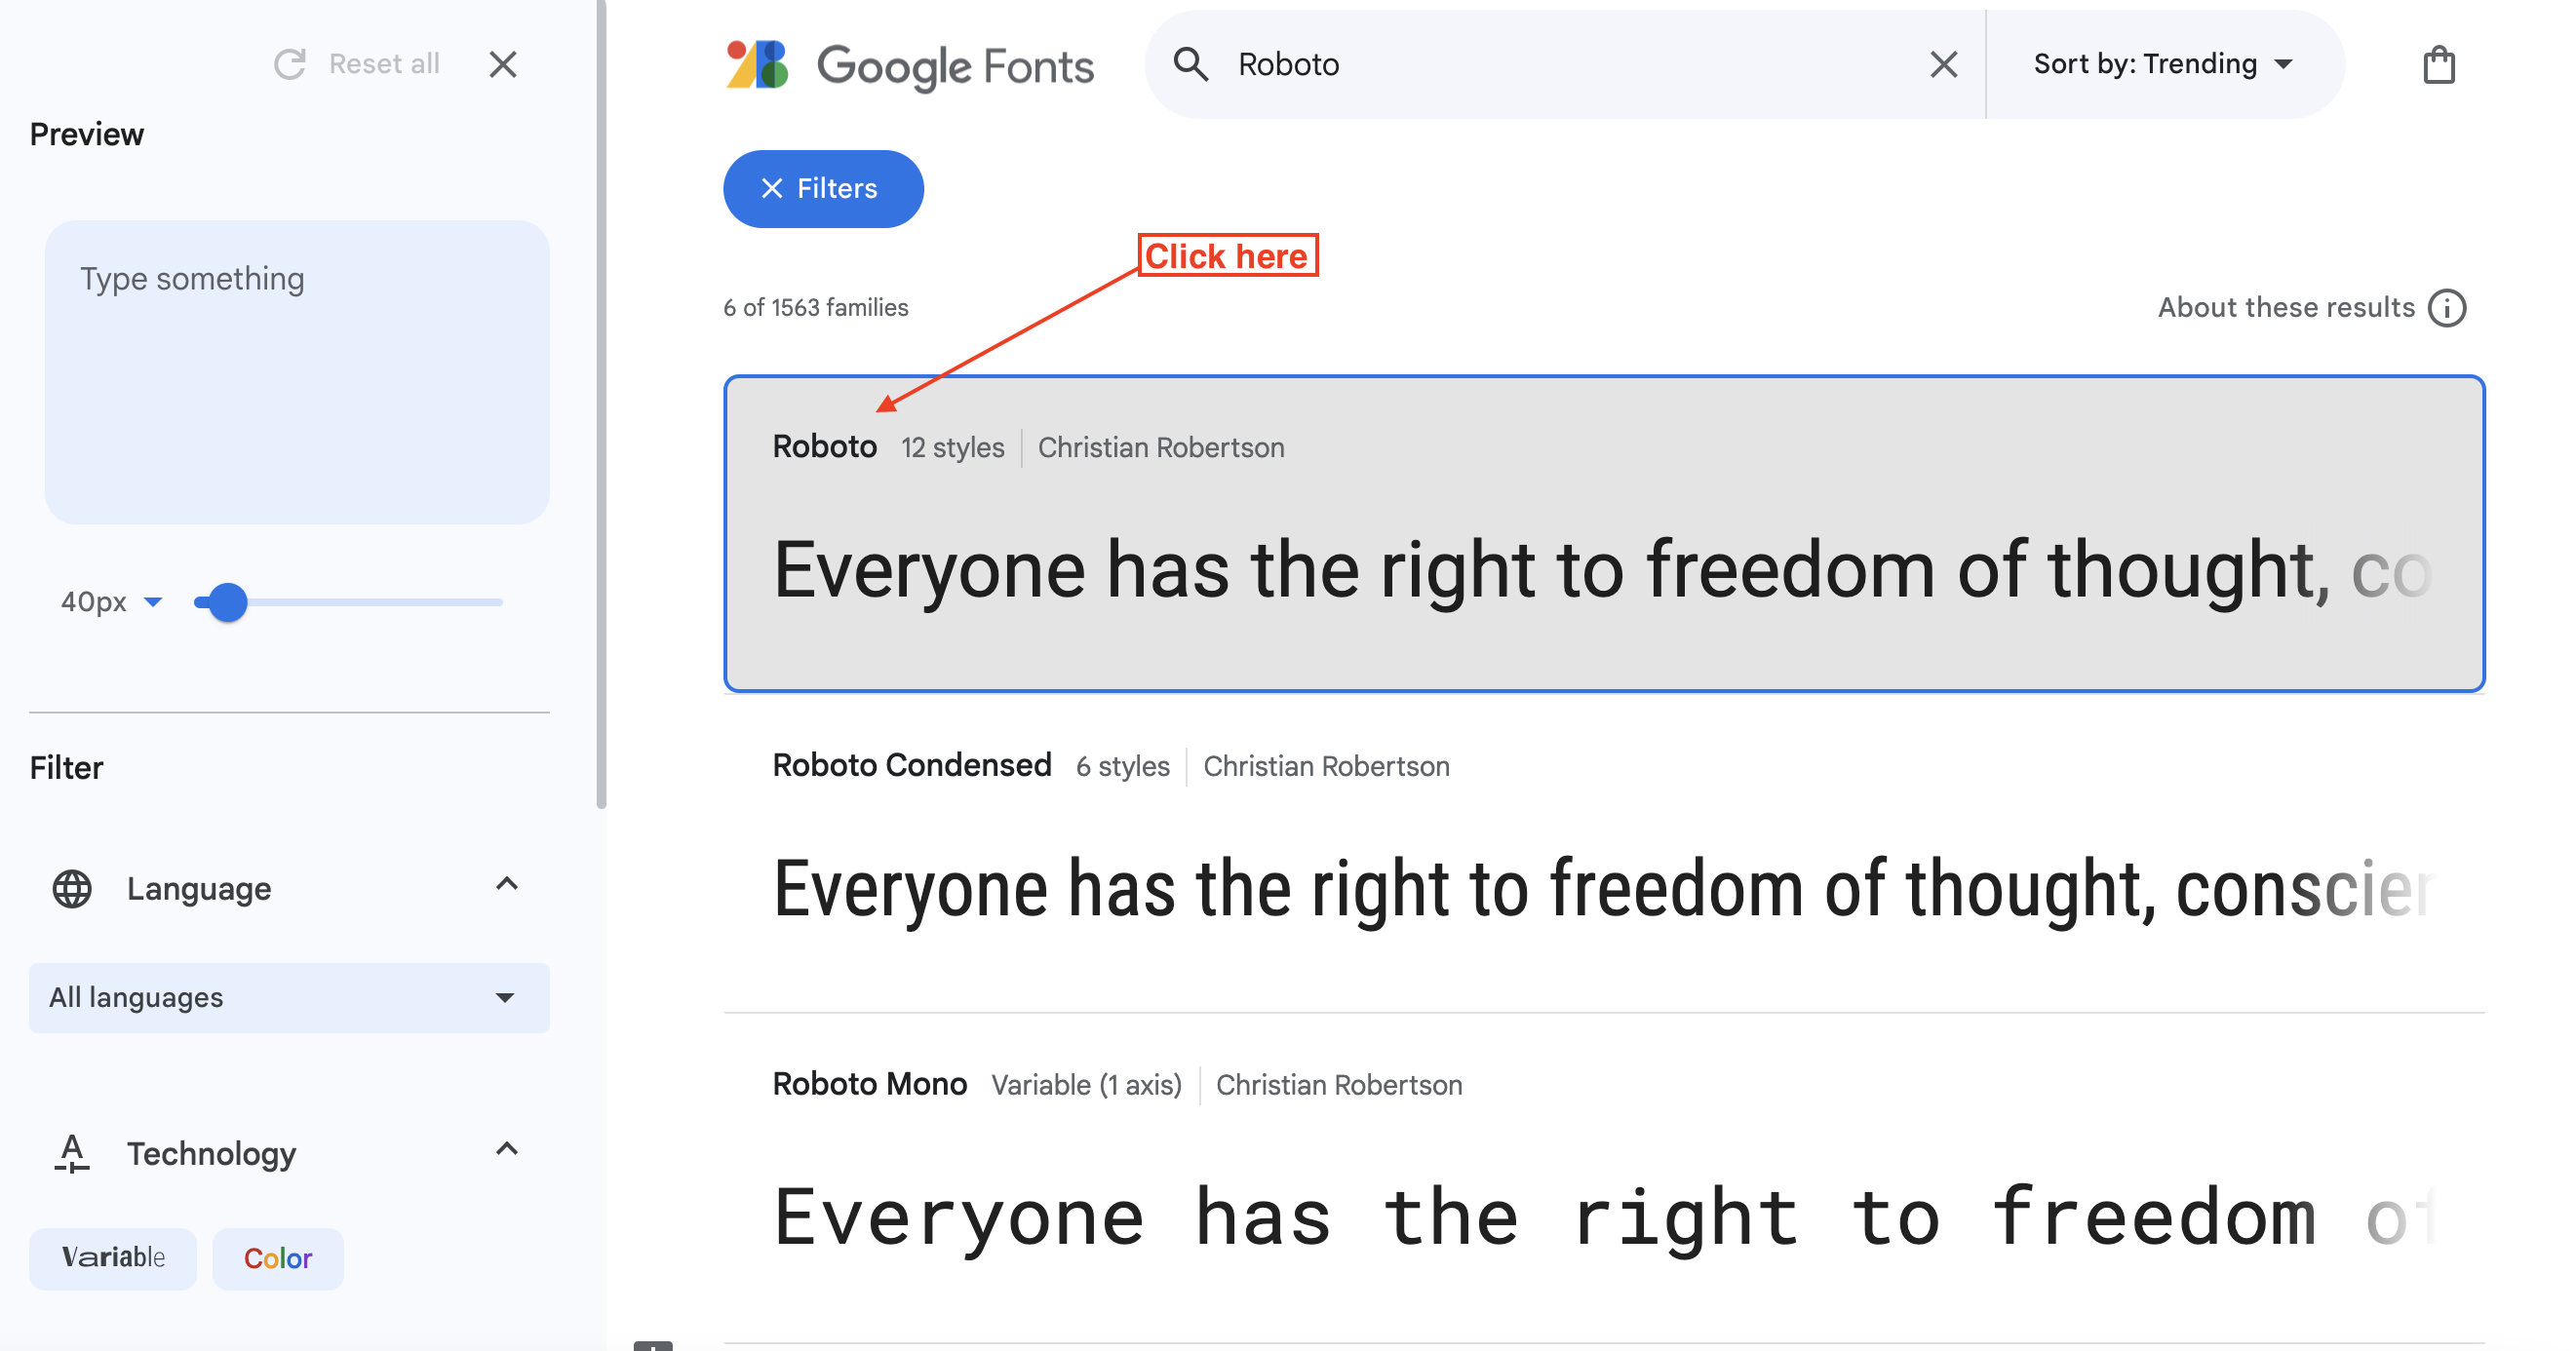 Reset all
Preview
Type something
40px
Filter
Language
All languages
Technology
Variable
Color
Google Fonts
Roboto
Sort by: Trending
Filters
Click here
6 of 1563 families
About these results
Roboto 12 styles Christian Robertson
Everyone has the right to freedom of thought, co
Roboto Condensed 6 styles Christian Robertson
Everyone has the right to freedom of thought, conscien
Roboto Mono Variable (1 axis) Christian Robertson
Everyone has the right to freedom of